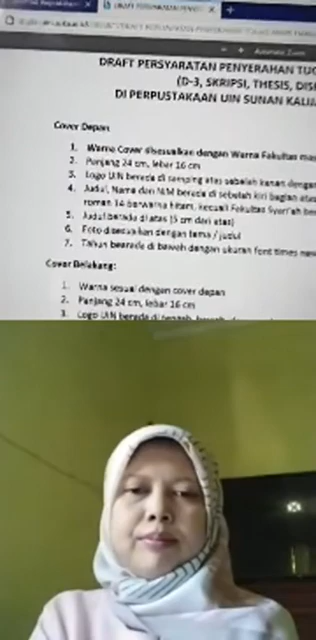 DRAFT PERSYARATAN PENYERAHAN TUG
(D-3, SKRIPSI, THESIS, DIS
DI PERPUSTAKAAN UIN SUNAN KALIJA
Cover Depan
1. Warna Cover disesuaikan dengan Warna Fakultas mas
2. Panjang 24 cm, lebar 16 cm
3. Logo UIN berada di samping atas sebelah kanan dengan
4. Judul, Nama dan NIM berada di sebelah kiri bagian atas
roman 14 berwarna hitam, kecuali Fakultas Syari'ah ber
5. Judul berada di atas (5 cm dari atas)
6. Foto disesuaikan dengan tema / judul
7. Tahun berada di bawah dengan ukuran font times new
Cover Belakang:
1. Warna sesuai dengan cover depan
2. Panjang 24 cm, lebar 16 cm
3. Logo UIN berada di tengah